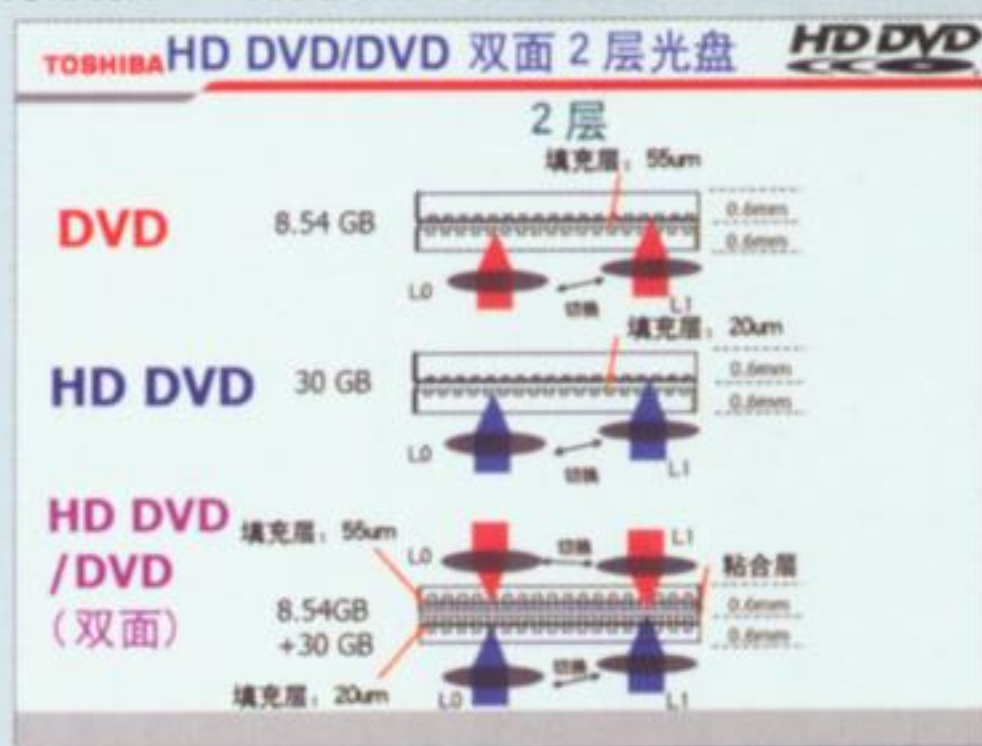 TOSHIBA HD DVD/DVD 双面 2 层光盘 HD DVD
2 层
填充层：55um
DVD
8.54 GB
0.6mm
0.6mm
L0
切换
L1
填充层：20um
HD DVD
30 GB
0.6mm
0.6mm
L0
切换
L1
HD DVD
/DVD
（双面）
填充层：55um
L0
切换
L1
粘合层
8.54GB
+30 GB
0.6mm
0.6mm
填充层：20um
L0
切换
L1